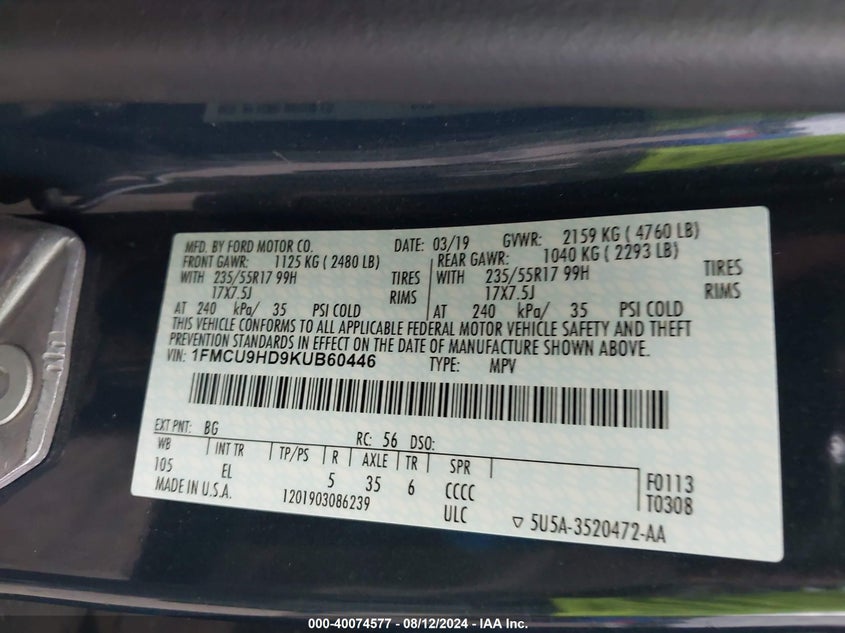 MFD. BY FORD MOTOR CO. DATE: 03/19 GVWR: 2159 KG ( 4760 LB)
FRONT GAWR: 1125 KG ( 2480 LB) REAR GAWR: 1040 KG ( 2293 LB)
WITH 235/55R17 99H TIRES WITH 235/55R17 99H TIRES
17X7.5J RIMS 17X7.5J RIMS
AT 240 kPa/ 35 PSI COLD AT 240 kPa/ 35 PSI COLD
THIS VEHICLE CONFORMS TO ALL APPLICABLE FEDERAL MOTOR VEHICLE SAFETY AND THEFT
PREVENTION STANDARDS IN EFFECT ON THE DATE OF MANUFACTURE SHOWN ABOVE.
VIN: 1FMCU9HD9KUB60446 TYPE: MPV
EXT PNT: BG RC: 56 DSO:
WB INT TR TP/PS R AXLE TR SPR
105 EL 5 35 6 CCCC F0113
MADE IN U.S.A. 1201903086239 ULC T0308
▽ 5U5A-3520472-AA
000-40074577 - 08/12/2024 - IAA Inc.